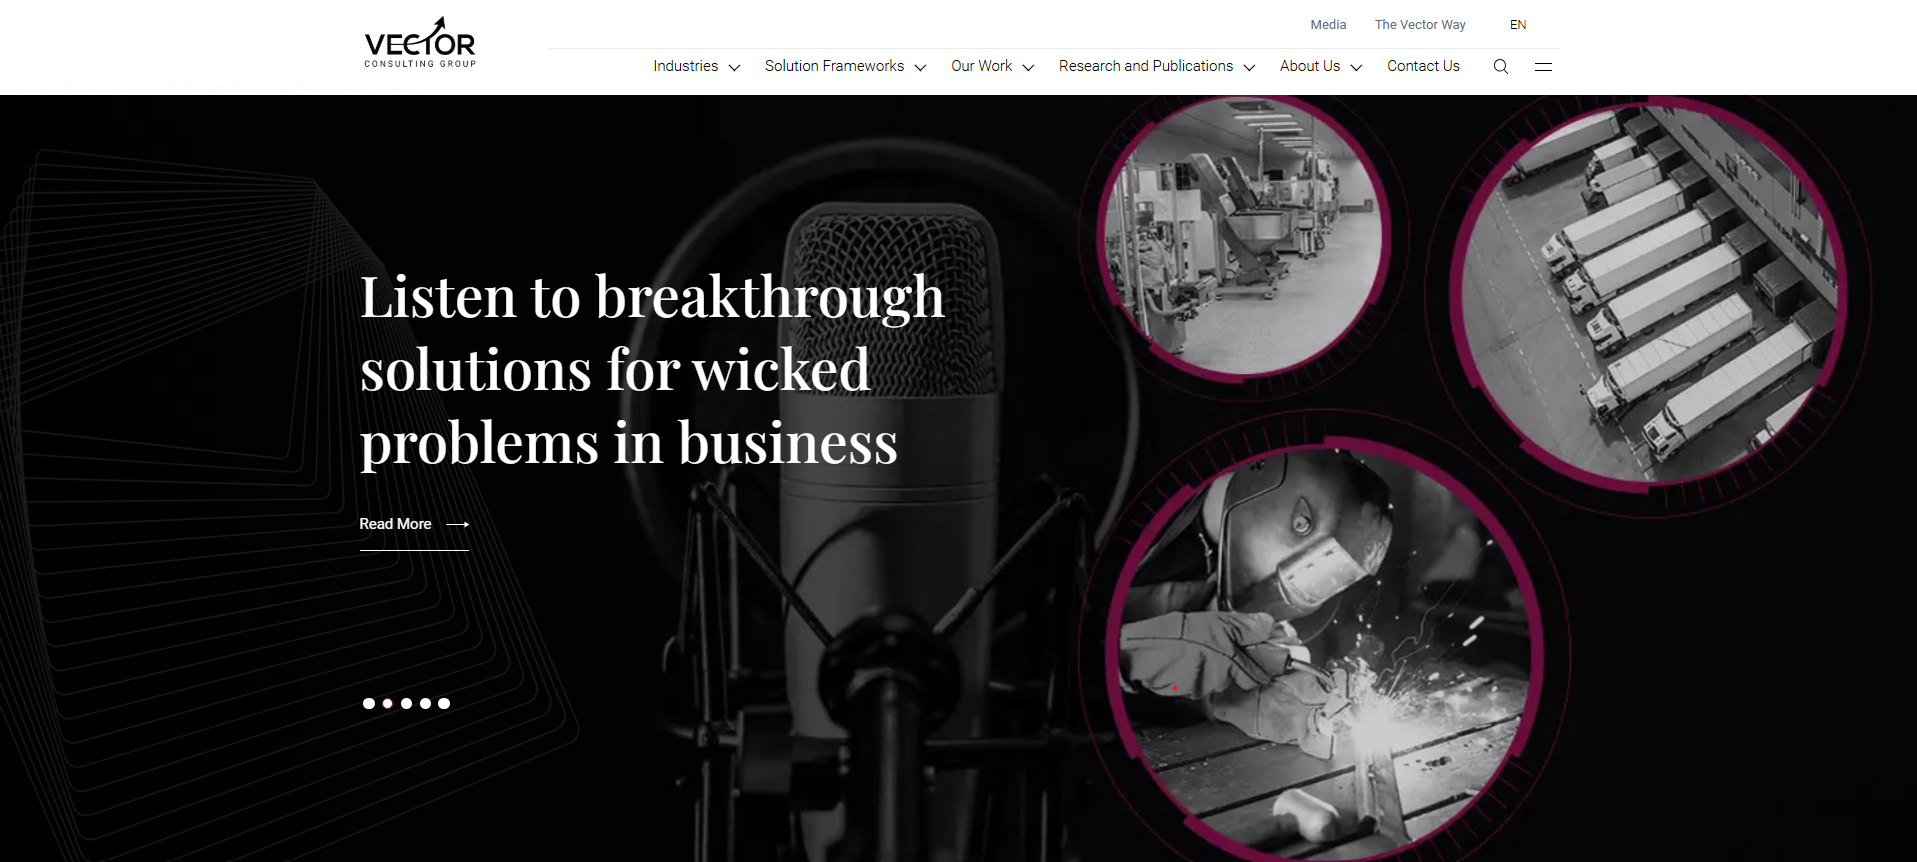 VECTOR
CONSULTING GROUP
Media
The Vector Way
EN
Industries
Solution Frameworks
Our Work
Research and Publications
About Us
Contact Us
Listen to breakthrough
solutions for wicked
problems in business
Read More